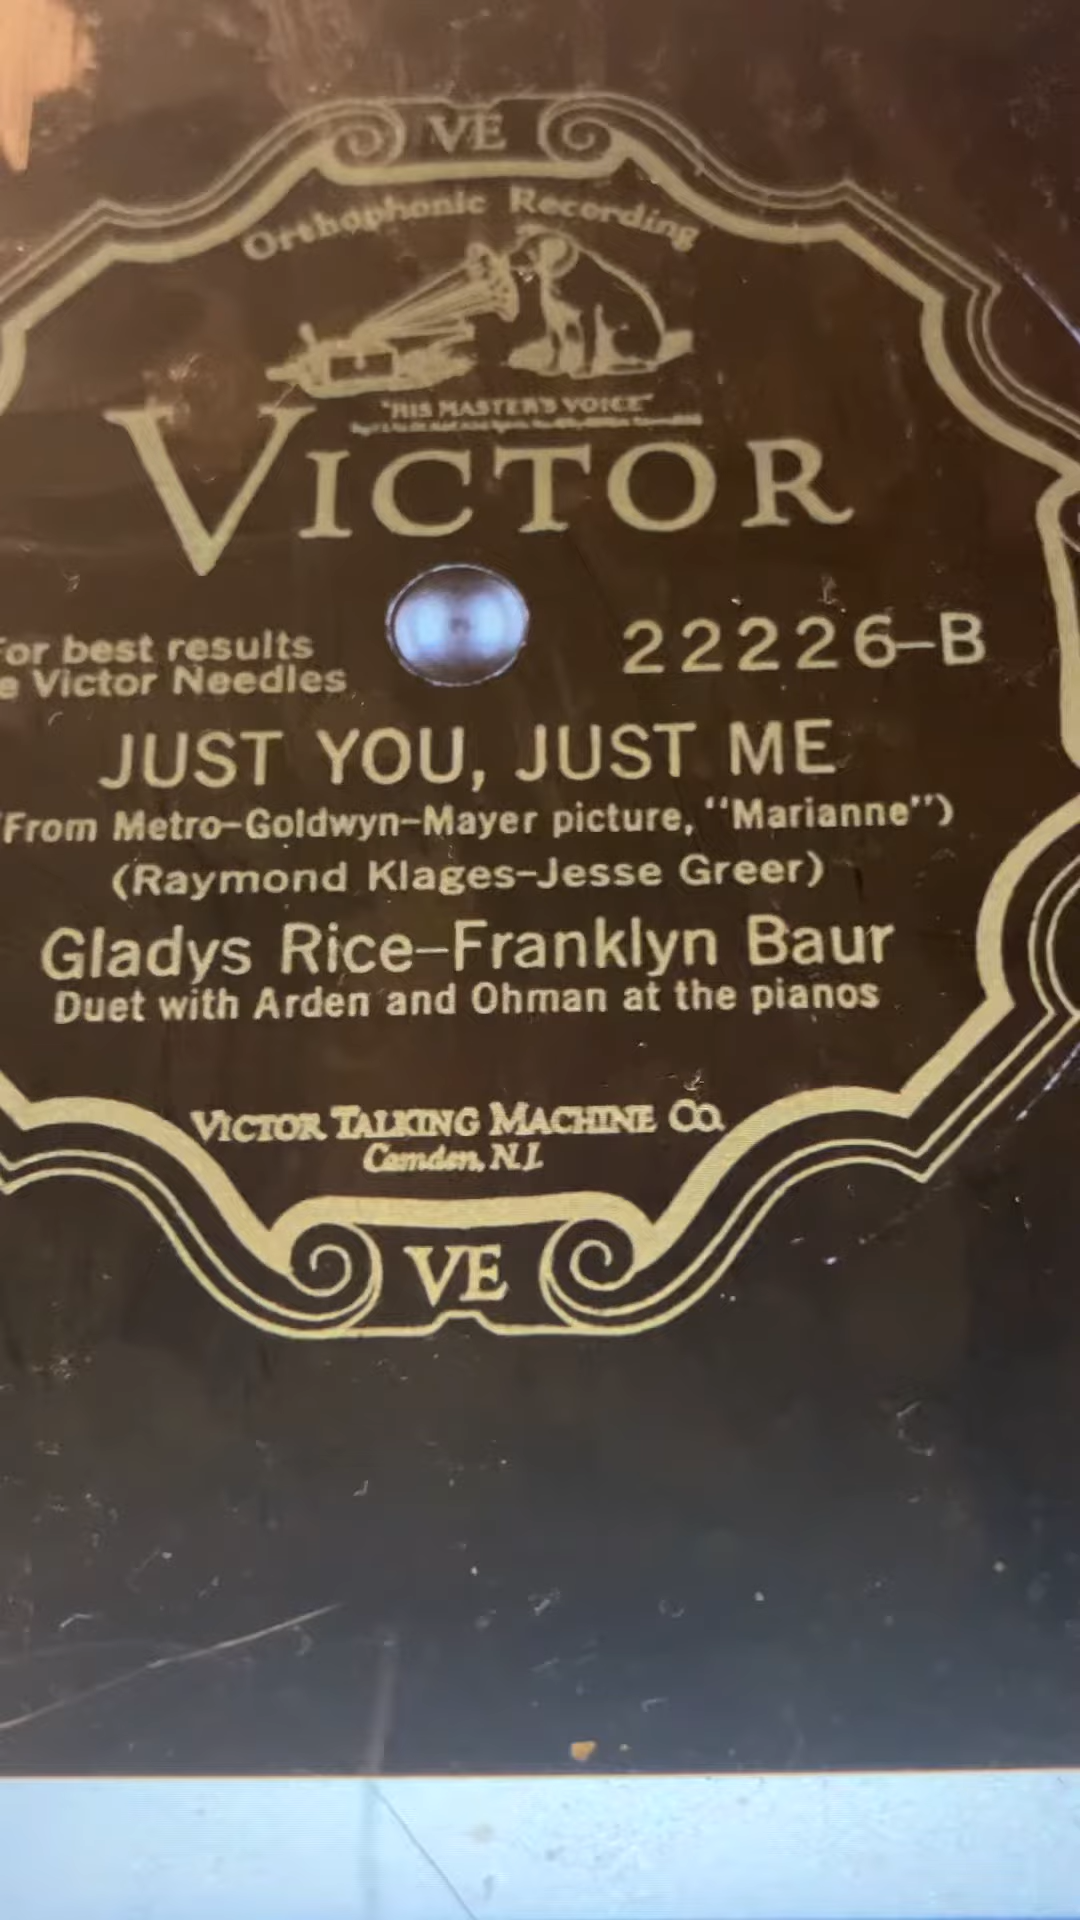 VE
Orthophonic Recording
"HIS MASTER'S VOICE"
VICTOR
For best results
e Victor Needles
22226-B
JUST YOU, JUST ME
(From Metro-Goldwyn-Mayer picture, "Marianne")
(Raymond Klages-Jesse Greer)
Gladys Rice-Franklyn Baur
Duet with Arden and Ohman at the pianos
VICTOR TALKING MACHINE CO.
Camden, N.J.
VE